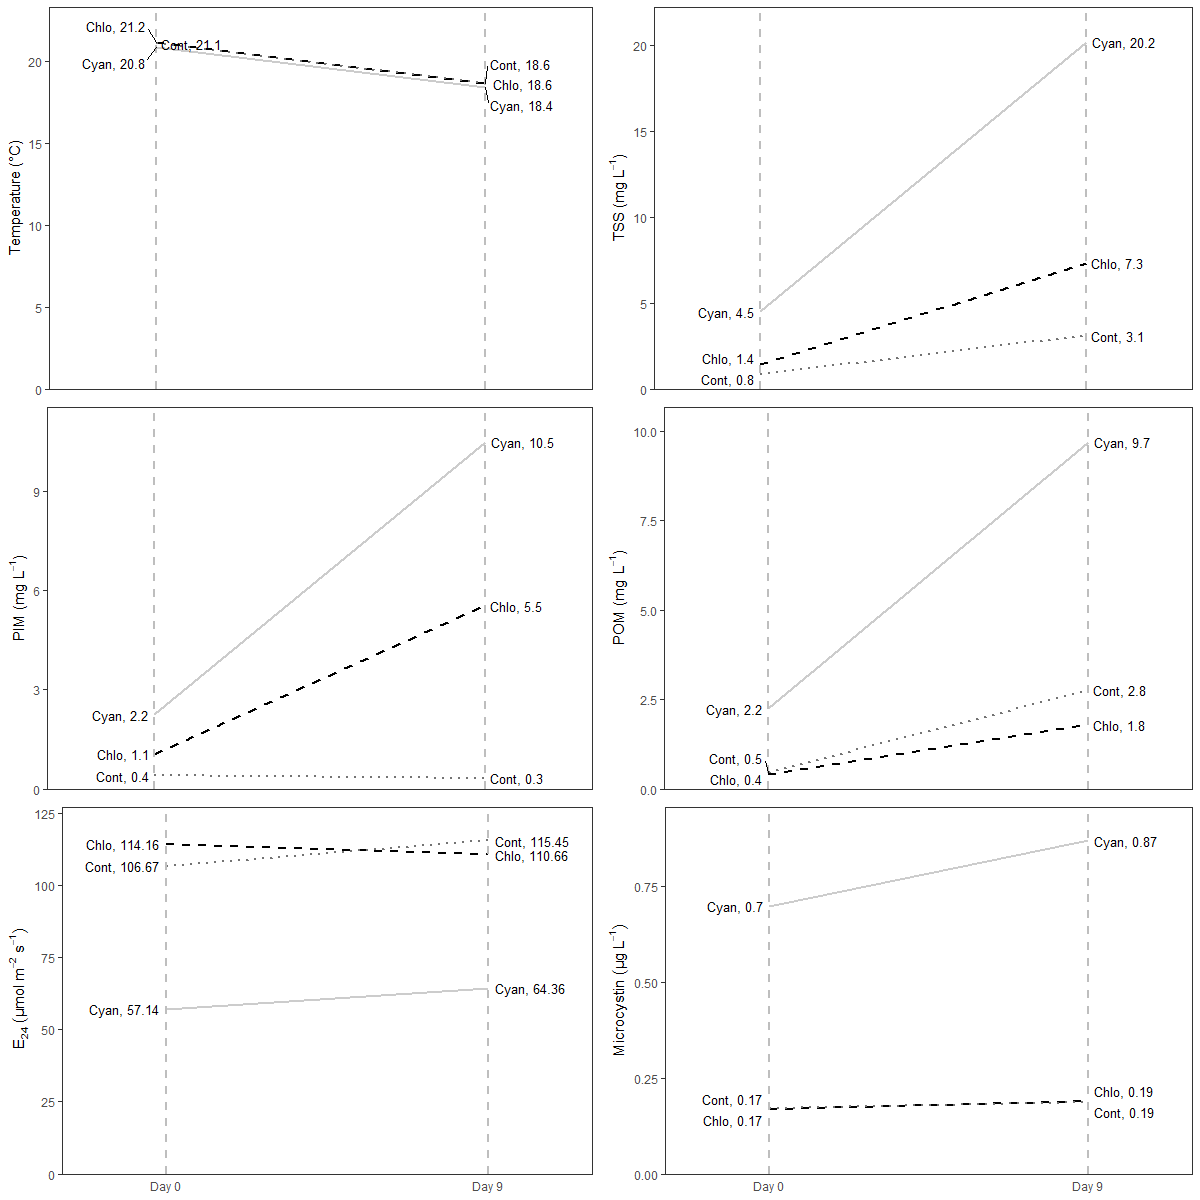 Temperature (°C)
20
15
10
5
0
Chlo, 21.2
Cont, 21.1
Cyan, 20.8
Cont, 18.6
Chlo, 18.6
Cyan, 18.4
TSS (mg L⁻¹)
20
15
10
5
0
Cyan, 4.5
Chlo, 1.4
Cont, 0.8
Cyan, 20.2
Chlo, 7.3
Cont, 3.1
PIM (mg L⁻¹)
9
6
3
0
Cyan, 2.2
Chlo, 1.1
Cont, 0.4
Cyan, 10.5
Chlo, 5.5
Cont, 0.3
POM (mg L⁻¹)
10.0
7.5
5.0
2.5
0.0
Cyan, 2.2
Cont, 0.5
Chlo, 0.4
Cyan, 9.7
Cont, 2.8
Chlo, 1.8
E₂₄ (µmol m⁻² s⁻¹)
125
100
75
50
25
0
Chlo, 114.16
Cont, 106.67
Cyan, 57.14
Cont, 115.45
Chlo, 110.66
Cyan, 64.36
Day 0
Day 9
Microcystin (µg L⁻¹)
0.75
0.50
0.25
0.00
Cyan, 0.7
Cont, 0.17
Chlo, 0.17
Cyan, 0.87
Chlo, 0.19
Cont, 0.19
Day 0
Day 9